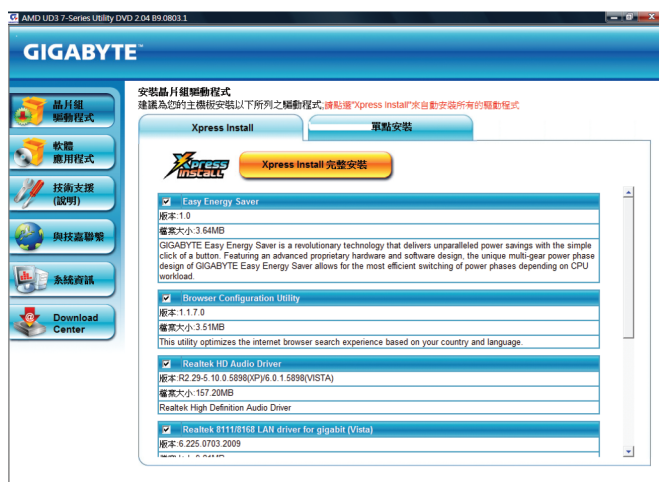 AMD UD3 7-Series Utility DVD 2.04 B9.0803.1
GIGABYTE™
安裝晶片組驅動程式
建議為您的主機板安裝以下所列之驅動程式;請點選"Xpress Install"來自動安裝所有的驅動程式
晶片組
驅動程式
軟體
應用程式
技術支援
(說明)
與技嘉聯繫
系統資訊
Download
Center
Xpress Install
單點安裝
Xpress
INSTALL
Xpress Install 完整安裝
Easy Energy Saver
版本:1.0
檔案大小:3.64MB
GIGABYTE Easy Energy Saver is a revolutionary technology that delivers unparalleled power savings with the simple
click of a button. Featuring an advanced proprietary hardware and software design, the unique multi-gear power phase
design of GIGABYTE Easy Energy Saver allows for the most efficient switching of power phases depending on CPU
workload.
Browser Configuration Utility
版本:1.1.7.0
檔案大小:3.51MB
This utility optimizes the internet browser search experience based on your country and language.
Realtek HD Audio Driver
版本:R2.29-5.10.0.5898(XP)/6.0.1.5898(VISTA)
檔案大小:157.20MB
Realtek High Definition Audio Driver
Realtek 8111/8168 LAN driver for gigabit (Vista)
版本:6.225.0703.2009